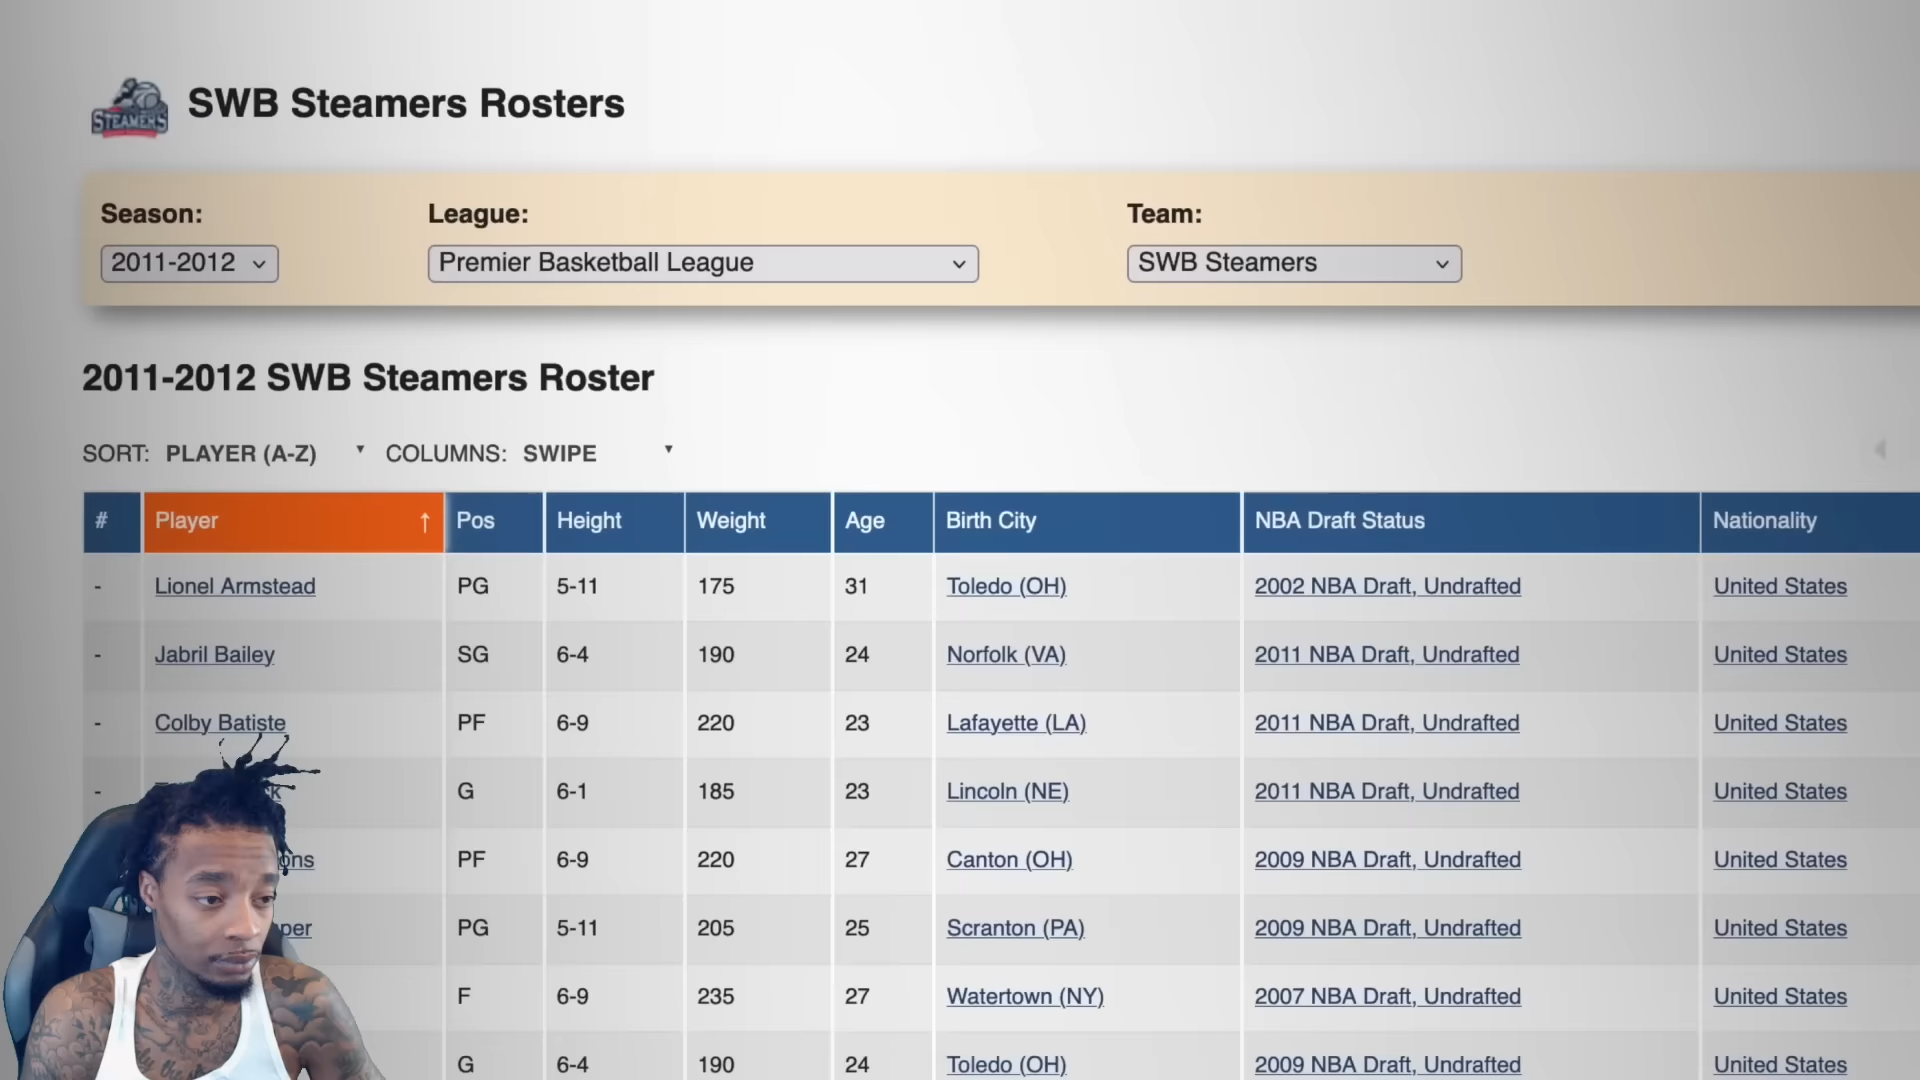 STEAMERS
SWB Steamers Rosters
Season: League: Team:
2011-2012 Premier Basketball League SWB Steamers
2011-2012 SWB Steamers Roster
SORT: PLAYER (A-Z) COLUMNS: SWIPE
# Player ↑ Pos Height Weight Age Birth City NBA Draft Status Nationality
- Lionel Armstead PG 5-11 175 31 Toledo (OH) 2002 NBA Draft, Undrafted United States
- Jabril Bailey SG 6-4 190 24 Norfolk (VA) 2011 NBA Draft, Undrafted United States
- Colby Batiste PF 6-9 220 23 Lafayette (LA) 2011 NBA Draft, Undrafted United States
- G 6-1 185 23 Lincoln (NE) 2011 NBA Draft, Undrafted United States
PF 6-9 220 27 Canton (OH) 2009 NBA Draft, Undrafted United States
PG 5-11 205 25 Scranton (PA) 2009 NBA Draft, Undrafted United States
F 6-9 235 27 Watertown (NY) 2007 NBA Draft, Undrafted United States
G 6-4 190 24 Toledo (OH) 2009 NBA Draft, Undrafted United States